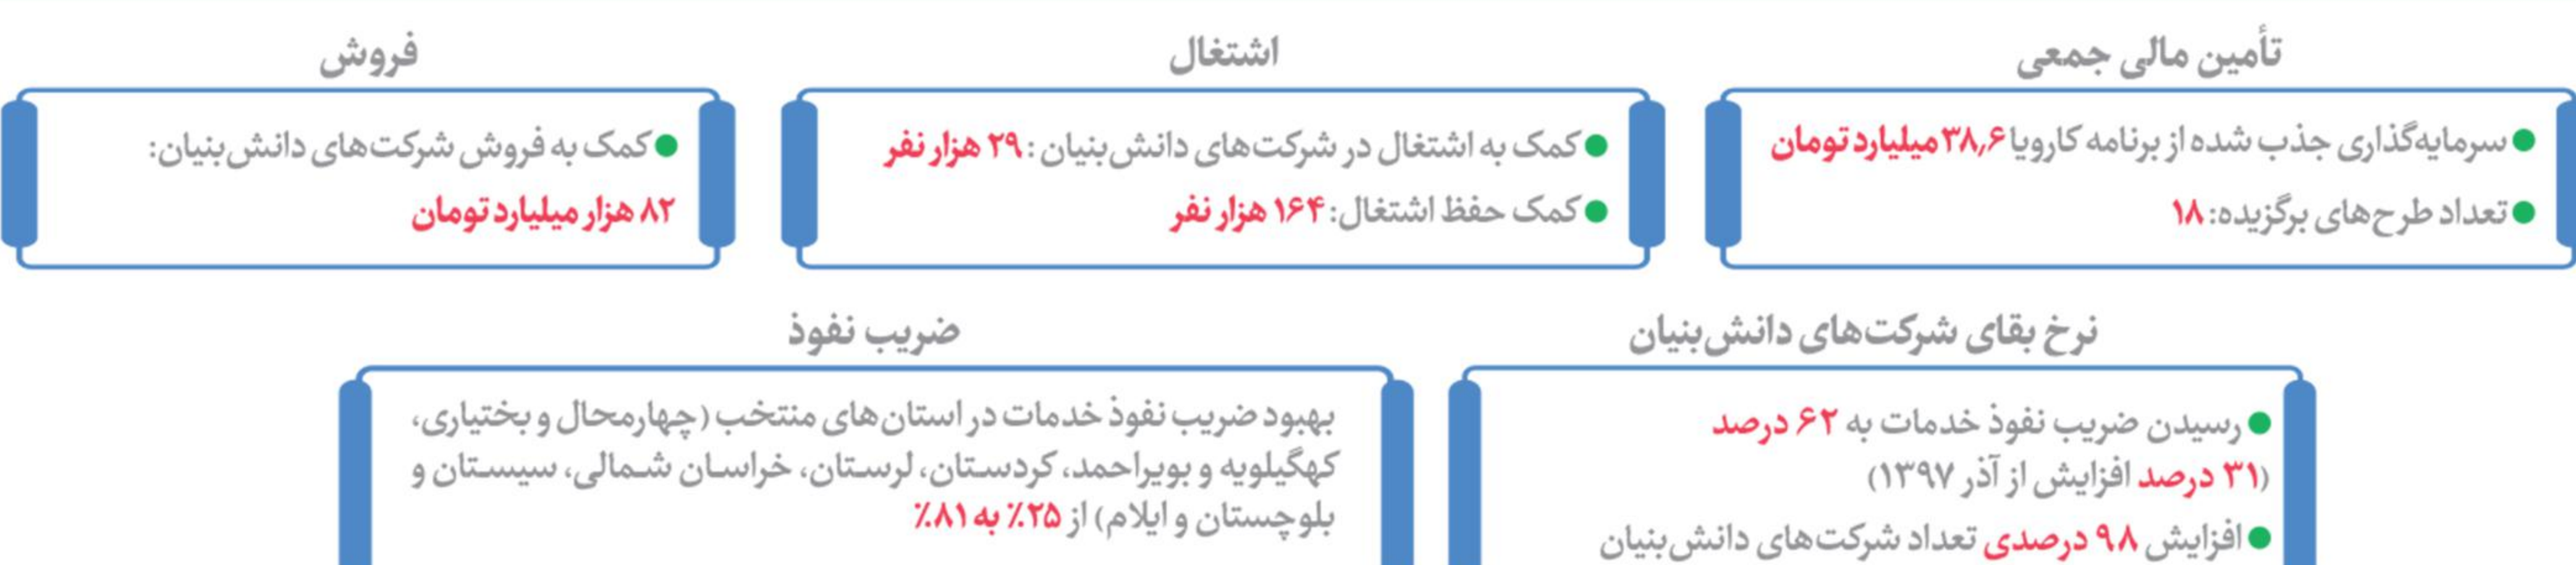 تأمین مالی جمعی
سرمایه‌گذاری جذب شده از برنامه کارویا ۳۸٫۶ میلیارد تومان
تعداد طرح‌های برگزیده: ۱۸
اشتغال
کمک به اشتغال در شرکت‌های دانش‌بنیان: ۲۹ هزار نفر
کمک حفظ اشتغال: ۱۶۴ هزار نفر
فروش
کمک به فروش شرکت‌های دانش‌بنیان:
۸۲ هزار میلیارد تومان
نرخ بقای شرکت‌های دانش‌بنیان
رسیدن ضریب نفوذ خدمات به ۶۲ درصد
(۳۱ درصد افزایش از آذر ۱۳۹۷)
افزایش ۹۸ درصدی تعداد شرکت‌های دانش‌بنیان
ضریب نفوذ
بهبود ضریب نفوذ خدمات در استان‌های منتخب (چهارمحال و بختیاری،
کهگیلویه و بویراحمد، کردستان، لرستان، خراسان شمالی، سیستان و
بلوچستان و ایلام) از ۲۵٪ به ۸۱٪